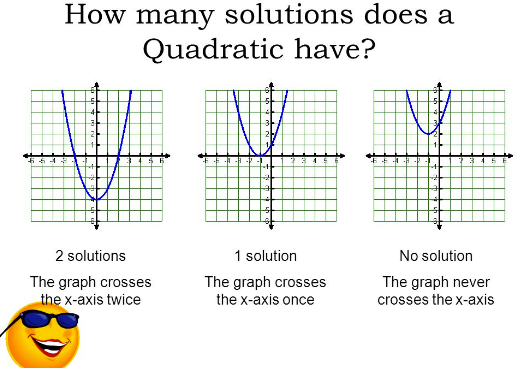 How many solutions does a
Quadratic have?
2 solutions
1 solution
No solution
The graph crosses
the x-axis twice
The graph crosses
the x-axis once
The graph never
crosses the x-axis